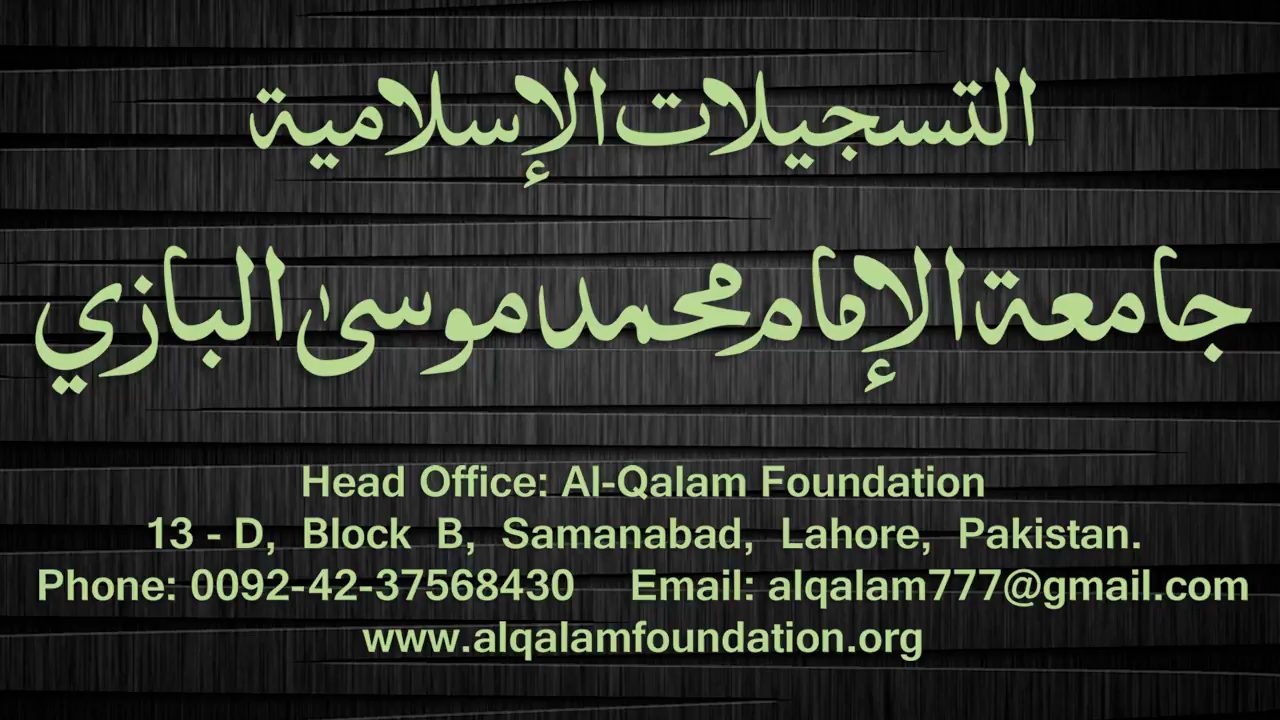 التسجيلات الإسلامية
جامعة الإمام محمد موسىٰ البازي
Head Office: Al-Qalam Foundation
13 - D, Block B, Samanabad, Lahore, Pakistan.
Phone: 0092-42-37568430 Email: alqalam777@gmail.com
www.alqalamfoundation.org